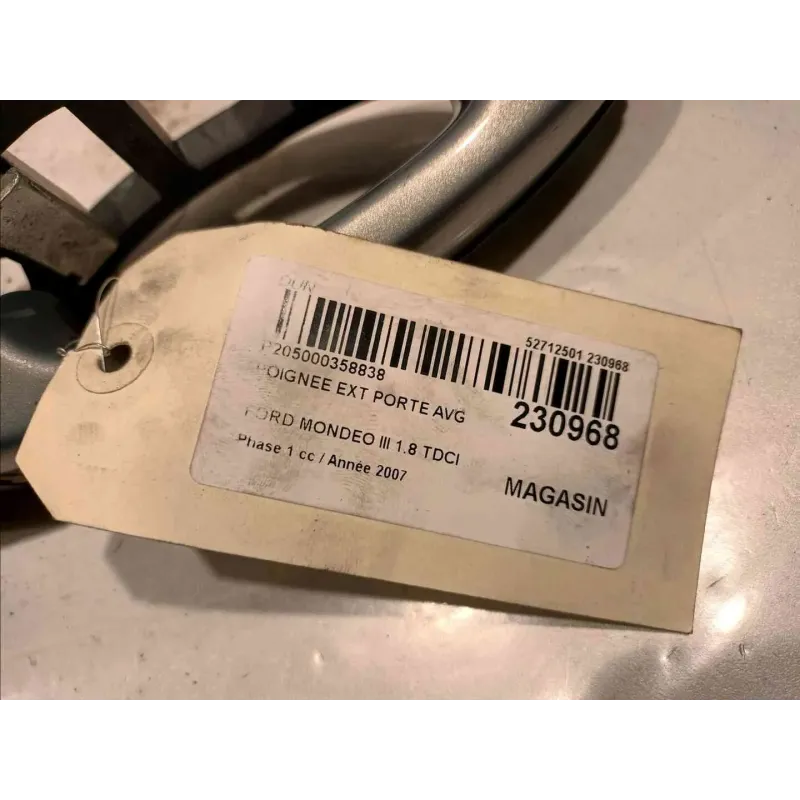 52712501 230968
P205000358838
POIGNEE EXT PORTE AVG
230968
FORD MONDEO III 1.8 TDCI
Phase 1 cc / Année 2007
MAGASIN